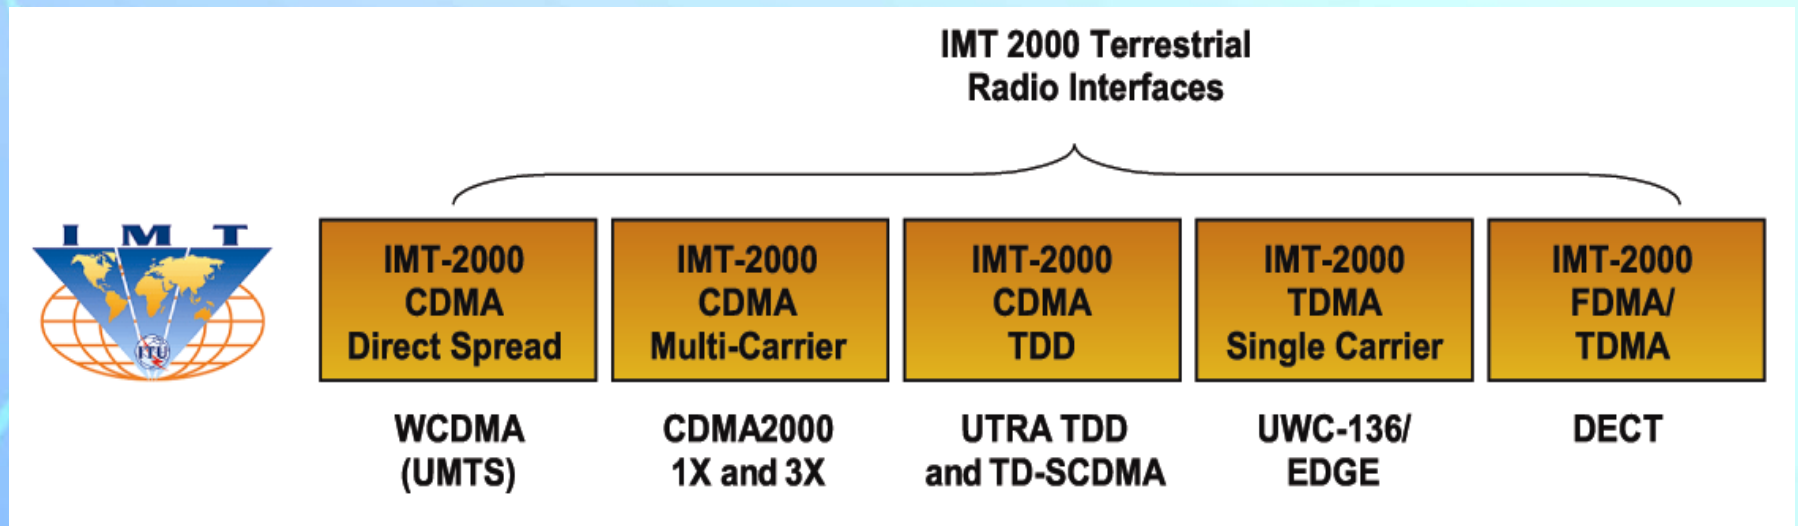 IMT 2000 Terrestrial
Radio Interfaces
I M T
ITU
IMT-2000
CDMA
Direct Spread
IMT-2000
CDMA
Multi-Carrier
IMT-2000
CDMA
TDD
IMT-2000
TDMA
Single Carrier
IMT-2000
FDMA/
TDMA
WCDMA
(UMTS)
CDMA2000
1X and 3X
UTRA TDD
and TD-SCDMA
UWC-136/
EDGE
DECT